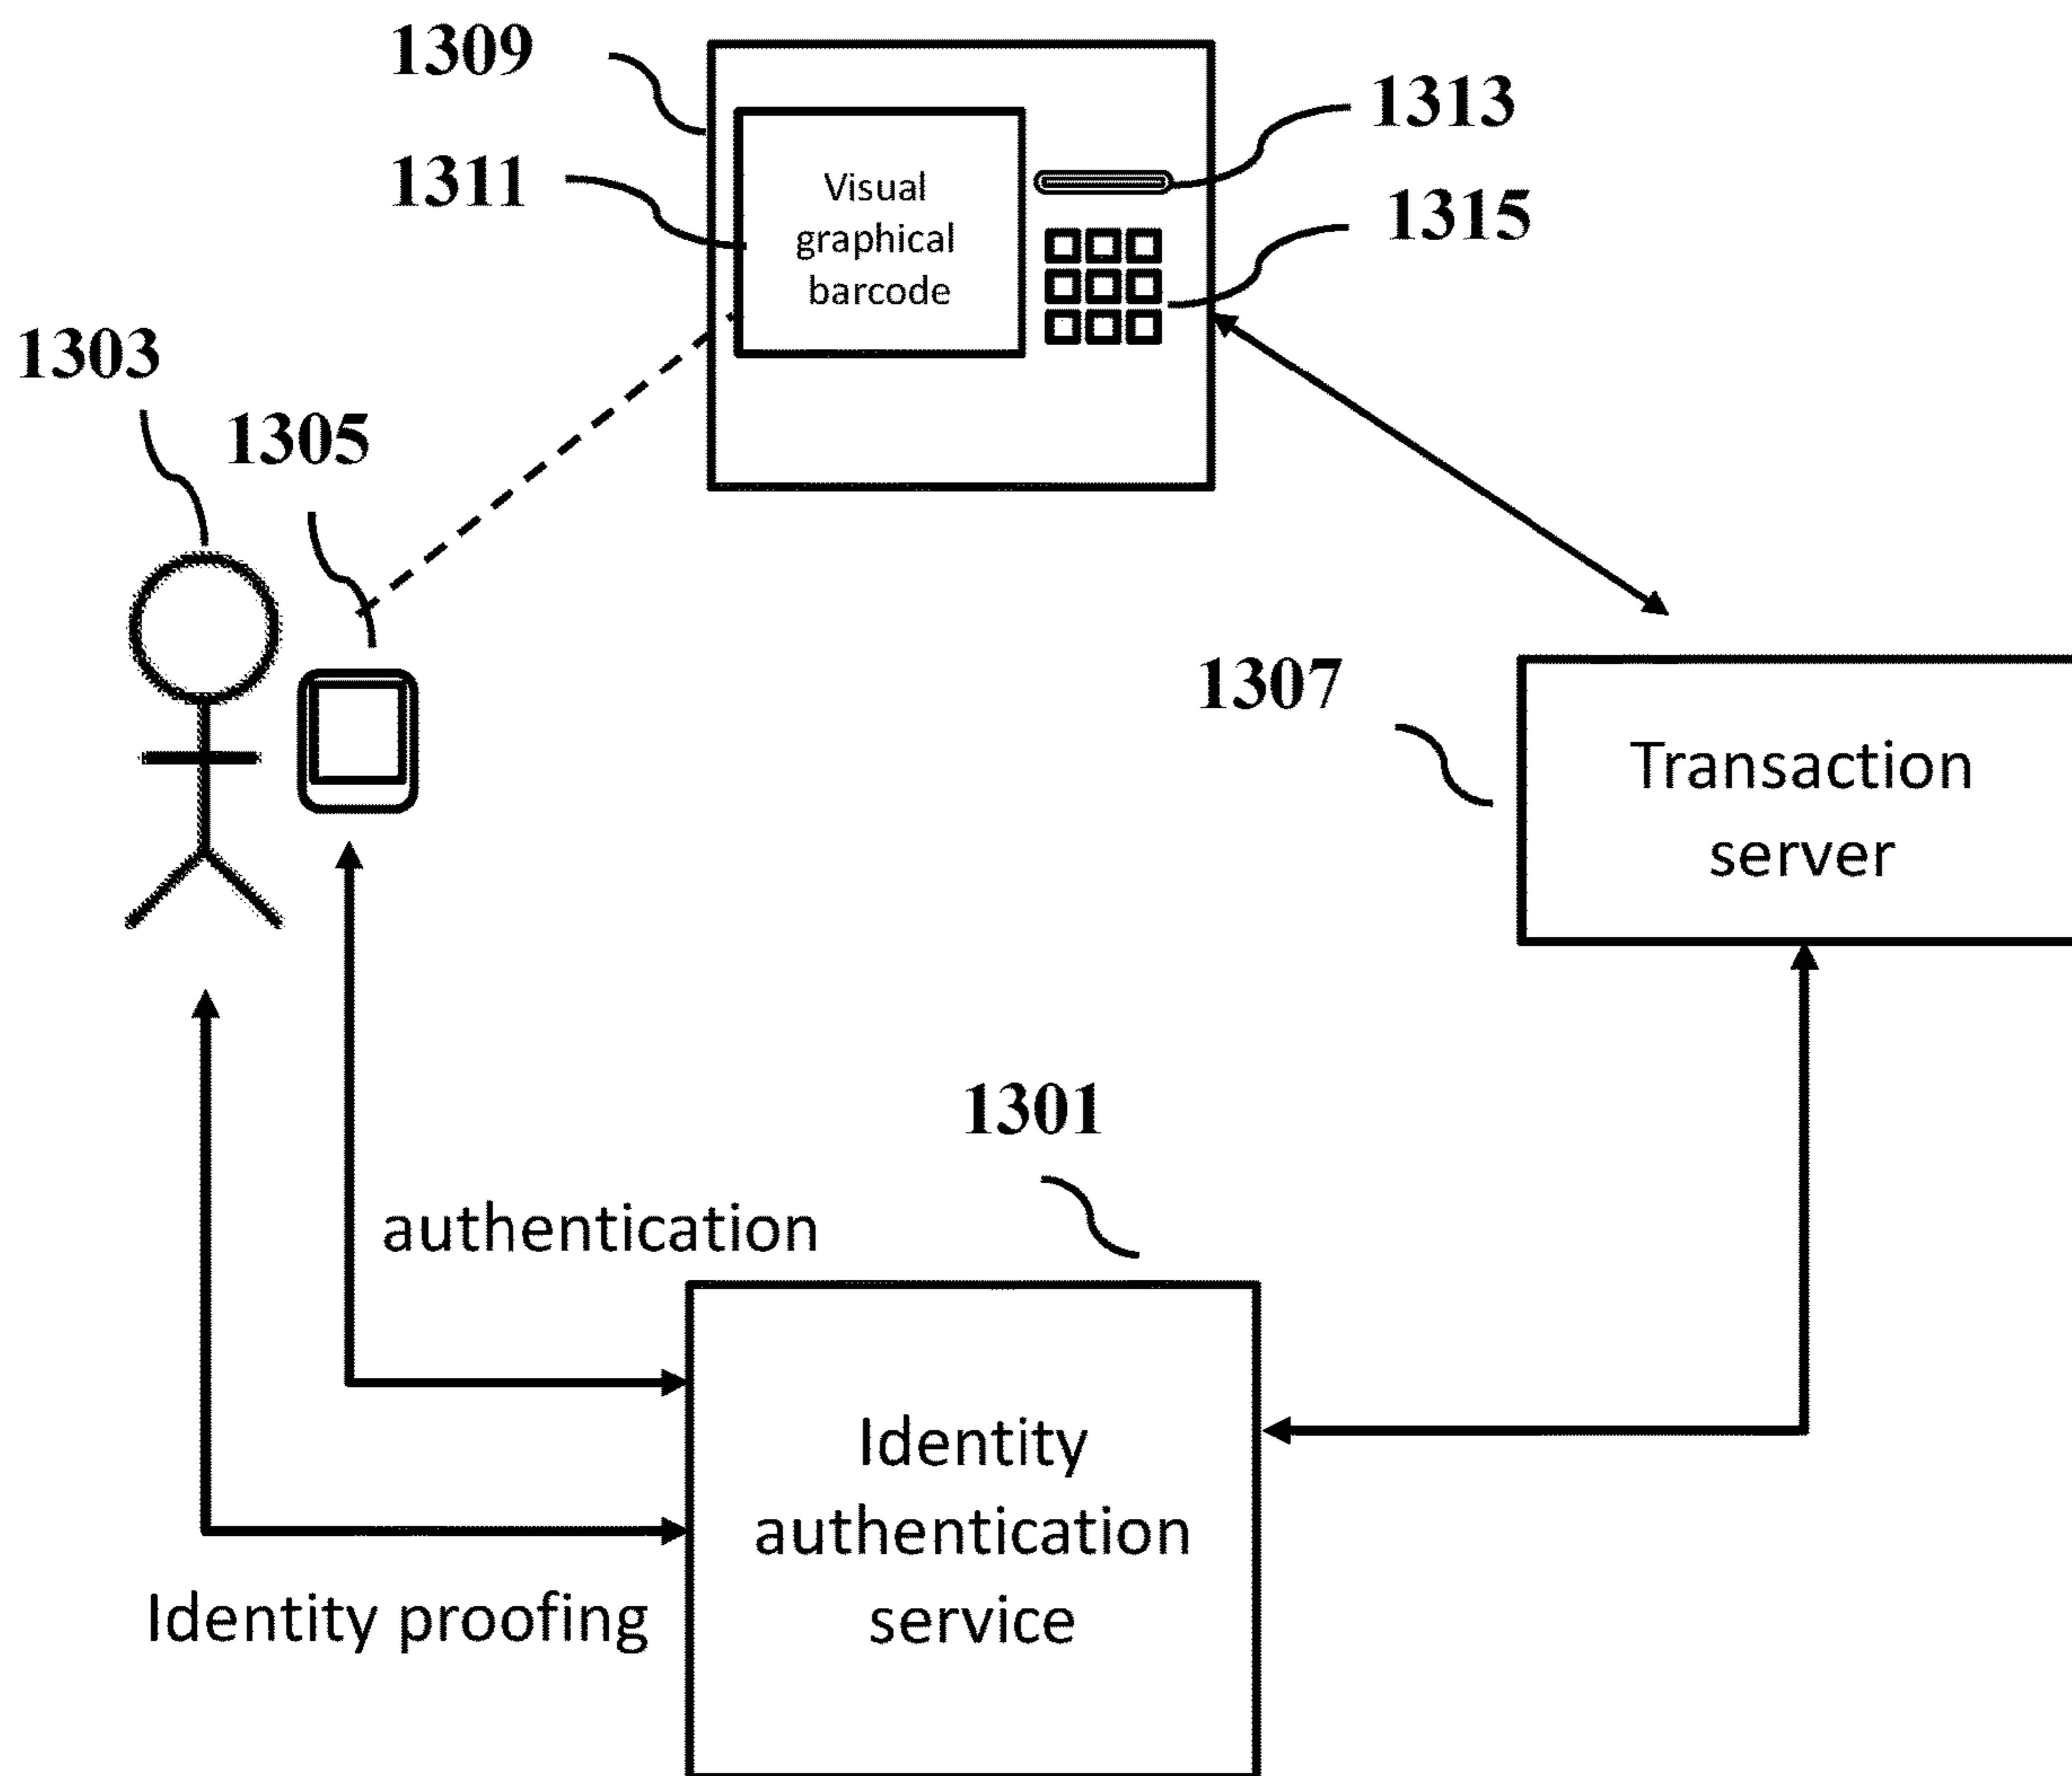 1309
1313
1311
Visual
graphical
barcode
1315
1303
1305
1307
Transaction
server
1301
authentication
Identity
authentication
service
Identity proofing